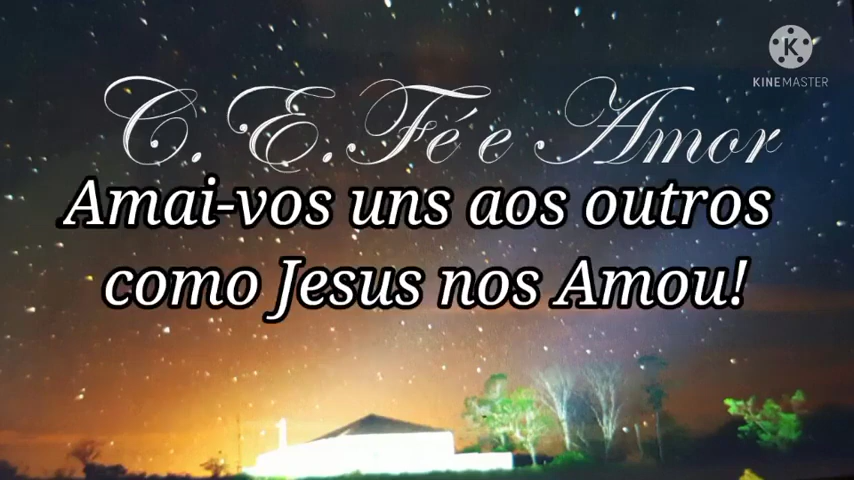 KINEMASTER
C. E. Fé e Amor
Amai-vos uns aos outros
como Jesus nos Amou!